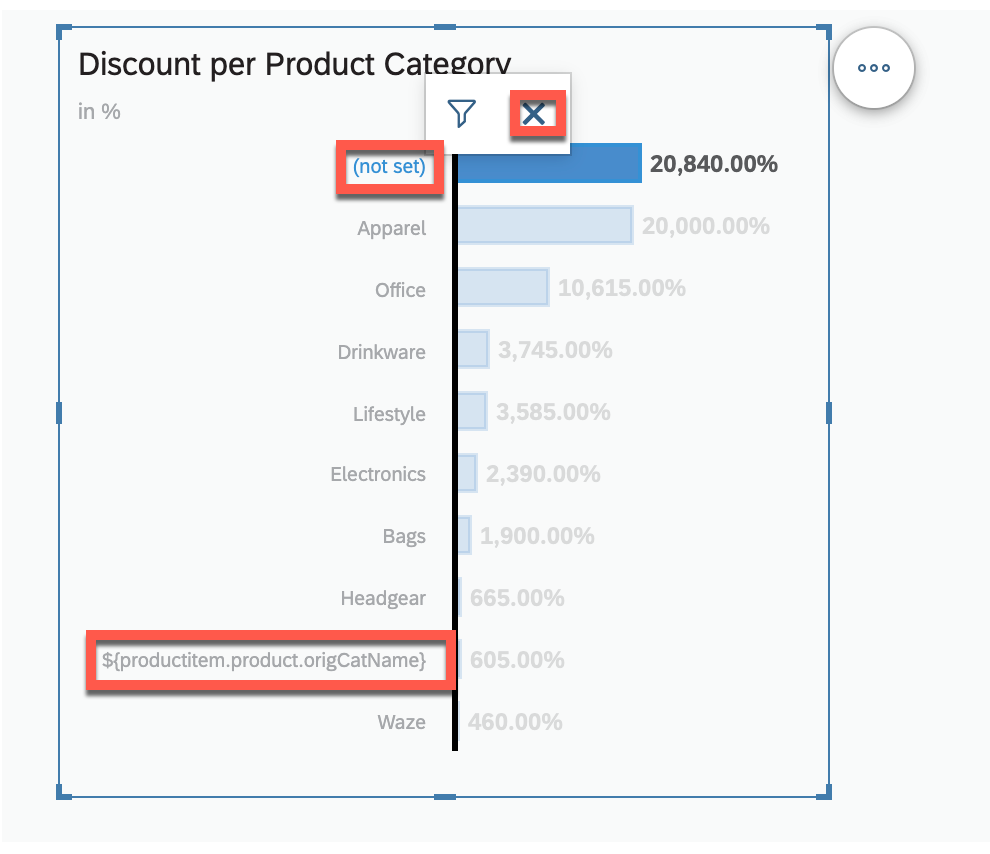 Discount per Product Category
in %
(not set) 20,840.00%
Apparel 20,000.00%
Office 10,615.00%
Drinkware 3,745.00%
Lifestyle 3,585.00%
Electronics 2,390.00%
Bags 1,900.00%
Headgear 665.00%
${productitem.product.origCatName} 605.00%
Waze 460.00%